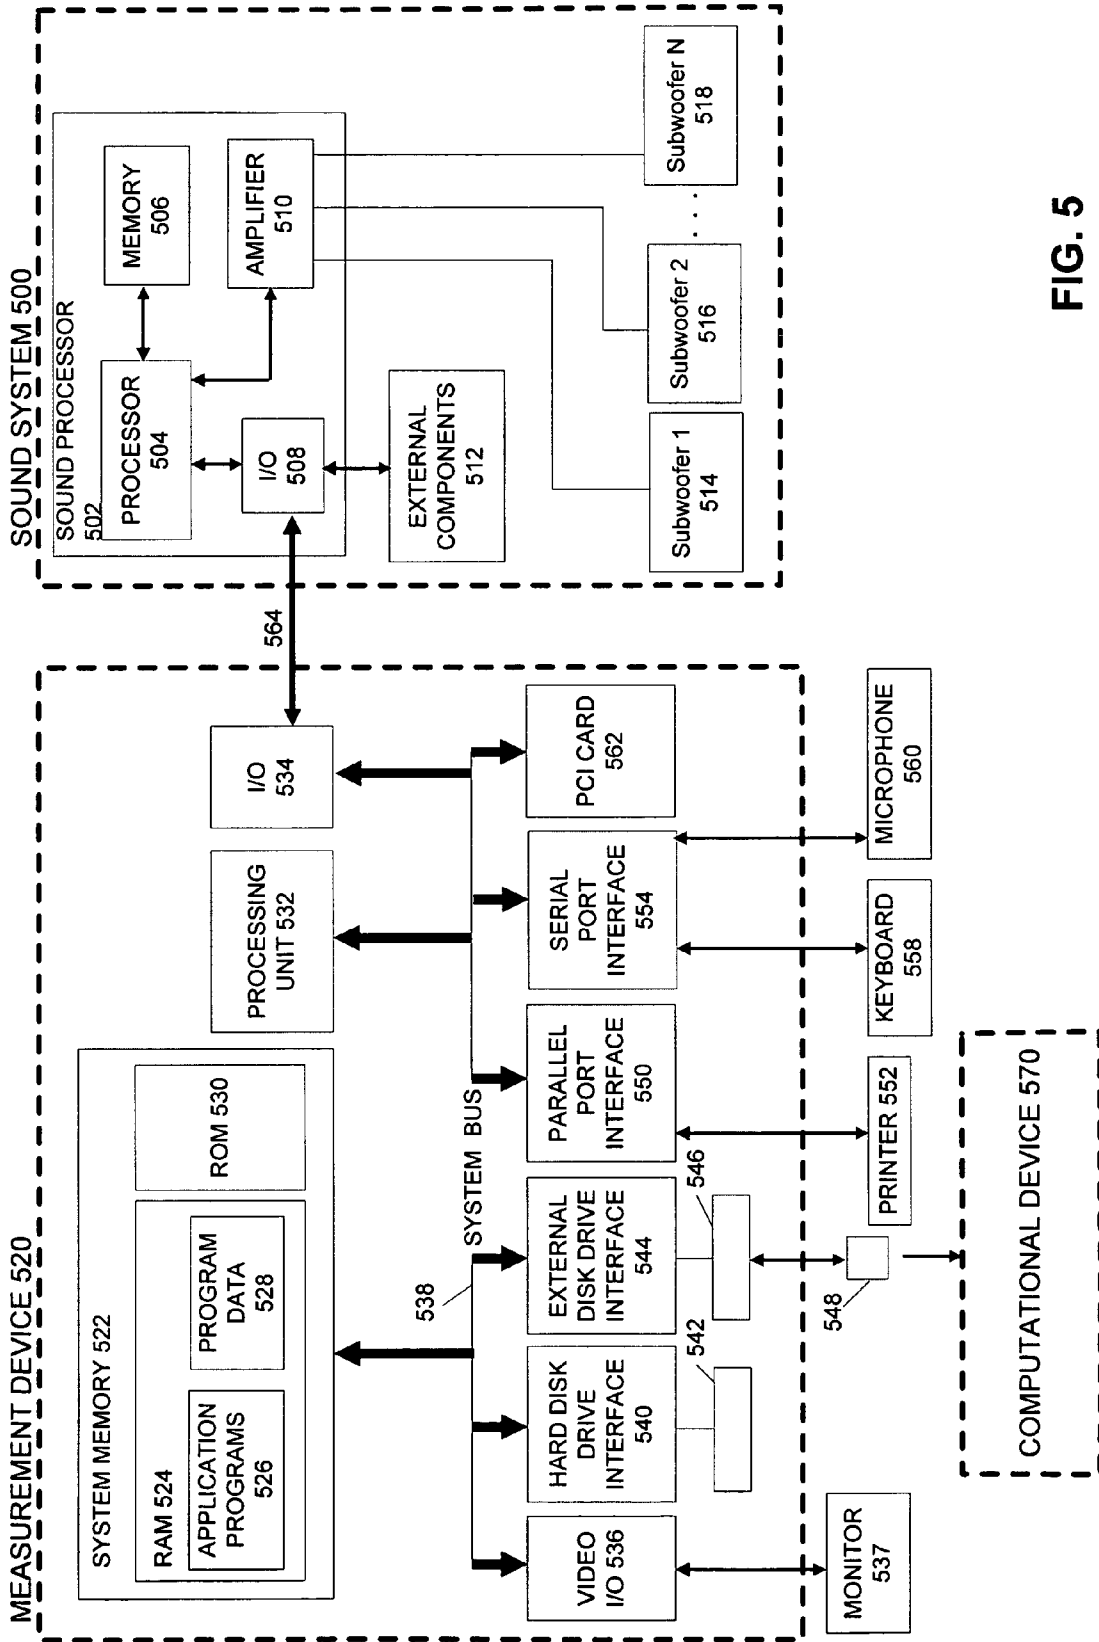 MEASUREMENT DEVICE 520
SYSTEM MEMORY 522
RAM 524
APPLICATION
PROGRAMS
526
PROGRAM
DATA
528
ROM 530
PROCESSING
UNIT 532
I/O
534
564
538
SYSTEM BUS
VIDEO
I/O 536
HARD DISK
DRIVE
INTERFACE
540
EXTERNAL
DISK DRIVE
INTERFACE
544
PARALLEL
PORT
INTERFACE
550
SERIAL
PORT
INTERFACE
554
PCI CARD
562
542
546
MONITOR
537
548
PRINTER 552
KEYBOARD
558
MICROPHONE
560
COMPUTATIONAL DEVICE 570
SOUND SYSTEM 500
SOUND PROCESSOR
502
PROCESSOR
504
MEMORY
506
I/O
508
AMPLIFIER
510
EXTERNAL
COMPONENTS
512
Subwoofer 1
514
Subwoofer 2
516
. . . .
Subwoofer N
518
FIG. 5